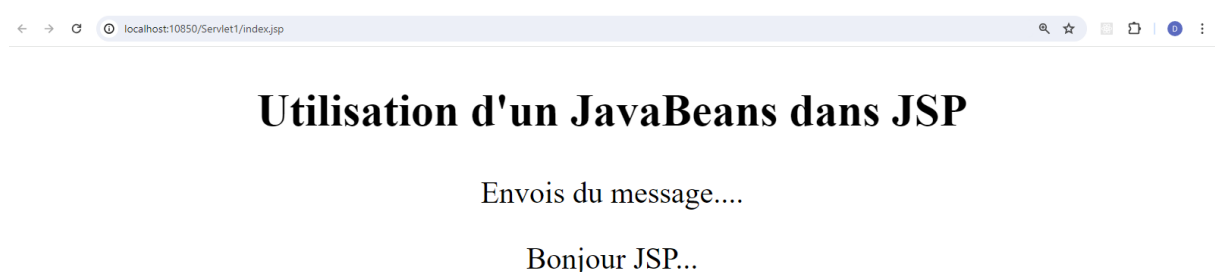 localhost:10850/Servlet1/index.jsp
D
Utilisation d'un JavaBeans dans JSP
Envois du message....
Bonjour JSP...